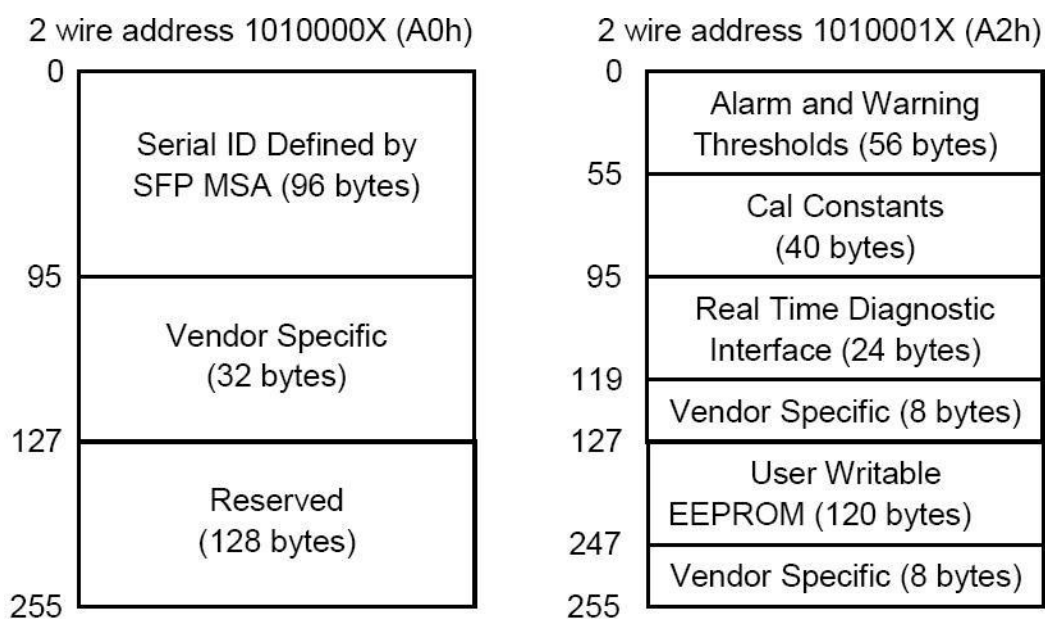 2 wire address 1010000X (A0h)
0
Serial ID Defined by
SFP MSA (96 bytes)
95
Vendor Specific
(32 bytes)
127
Reserved
(128 bytes)
255
2 wire address 1010001X (A2h)
0
Alarm and Warning
Thresholds (56 bytes)
55
Cal Constants
(40 bytes)
95
Real Time Diagnostic
Interface (24 bytes)
119
Vendor Specific (8 bytes)
127
User Writable
EEPROM (120 bytes)
247
Vendor Specific (8 bytes)
255